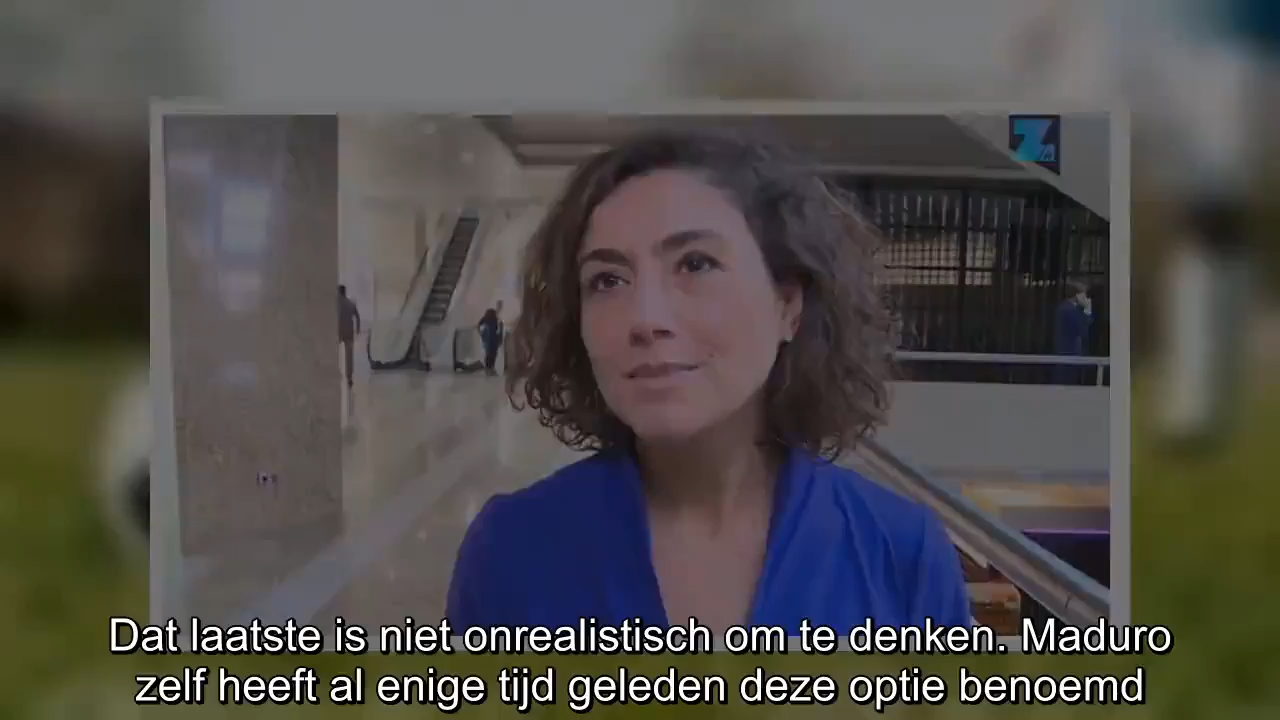 Dat laatste is niet onrealistisch om te denken. Maduro
zelf heeft al enige tijd geleden deze optie benoemd